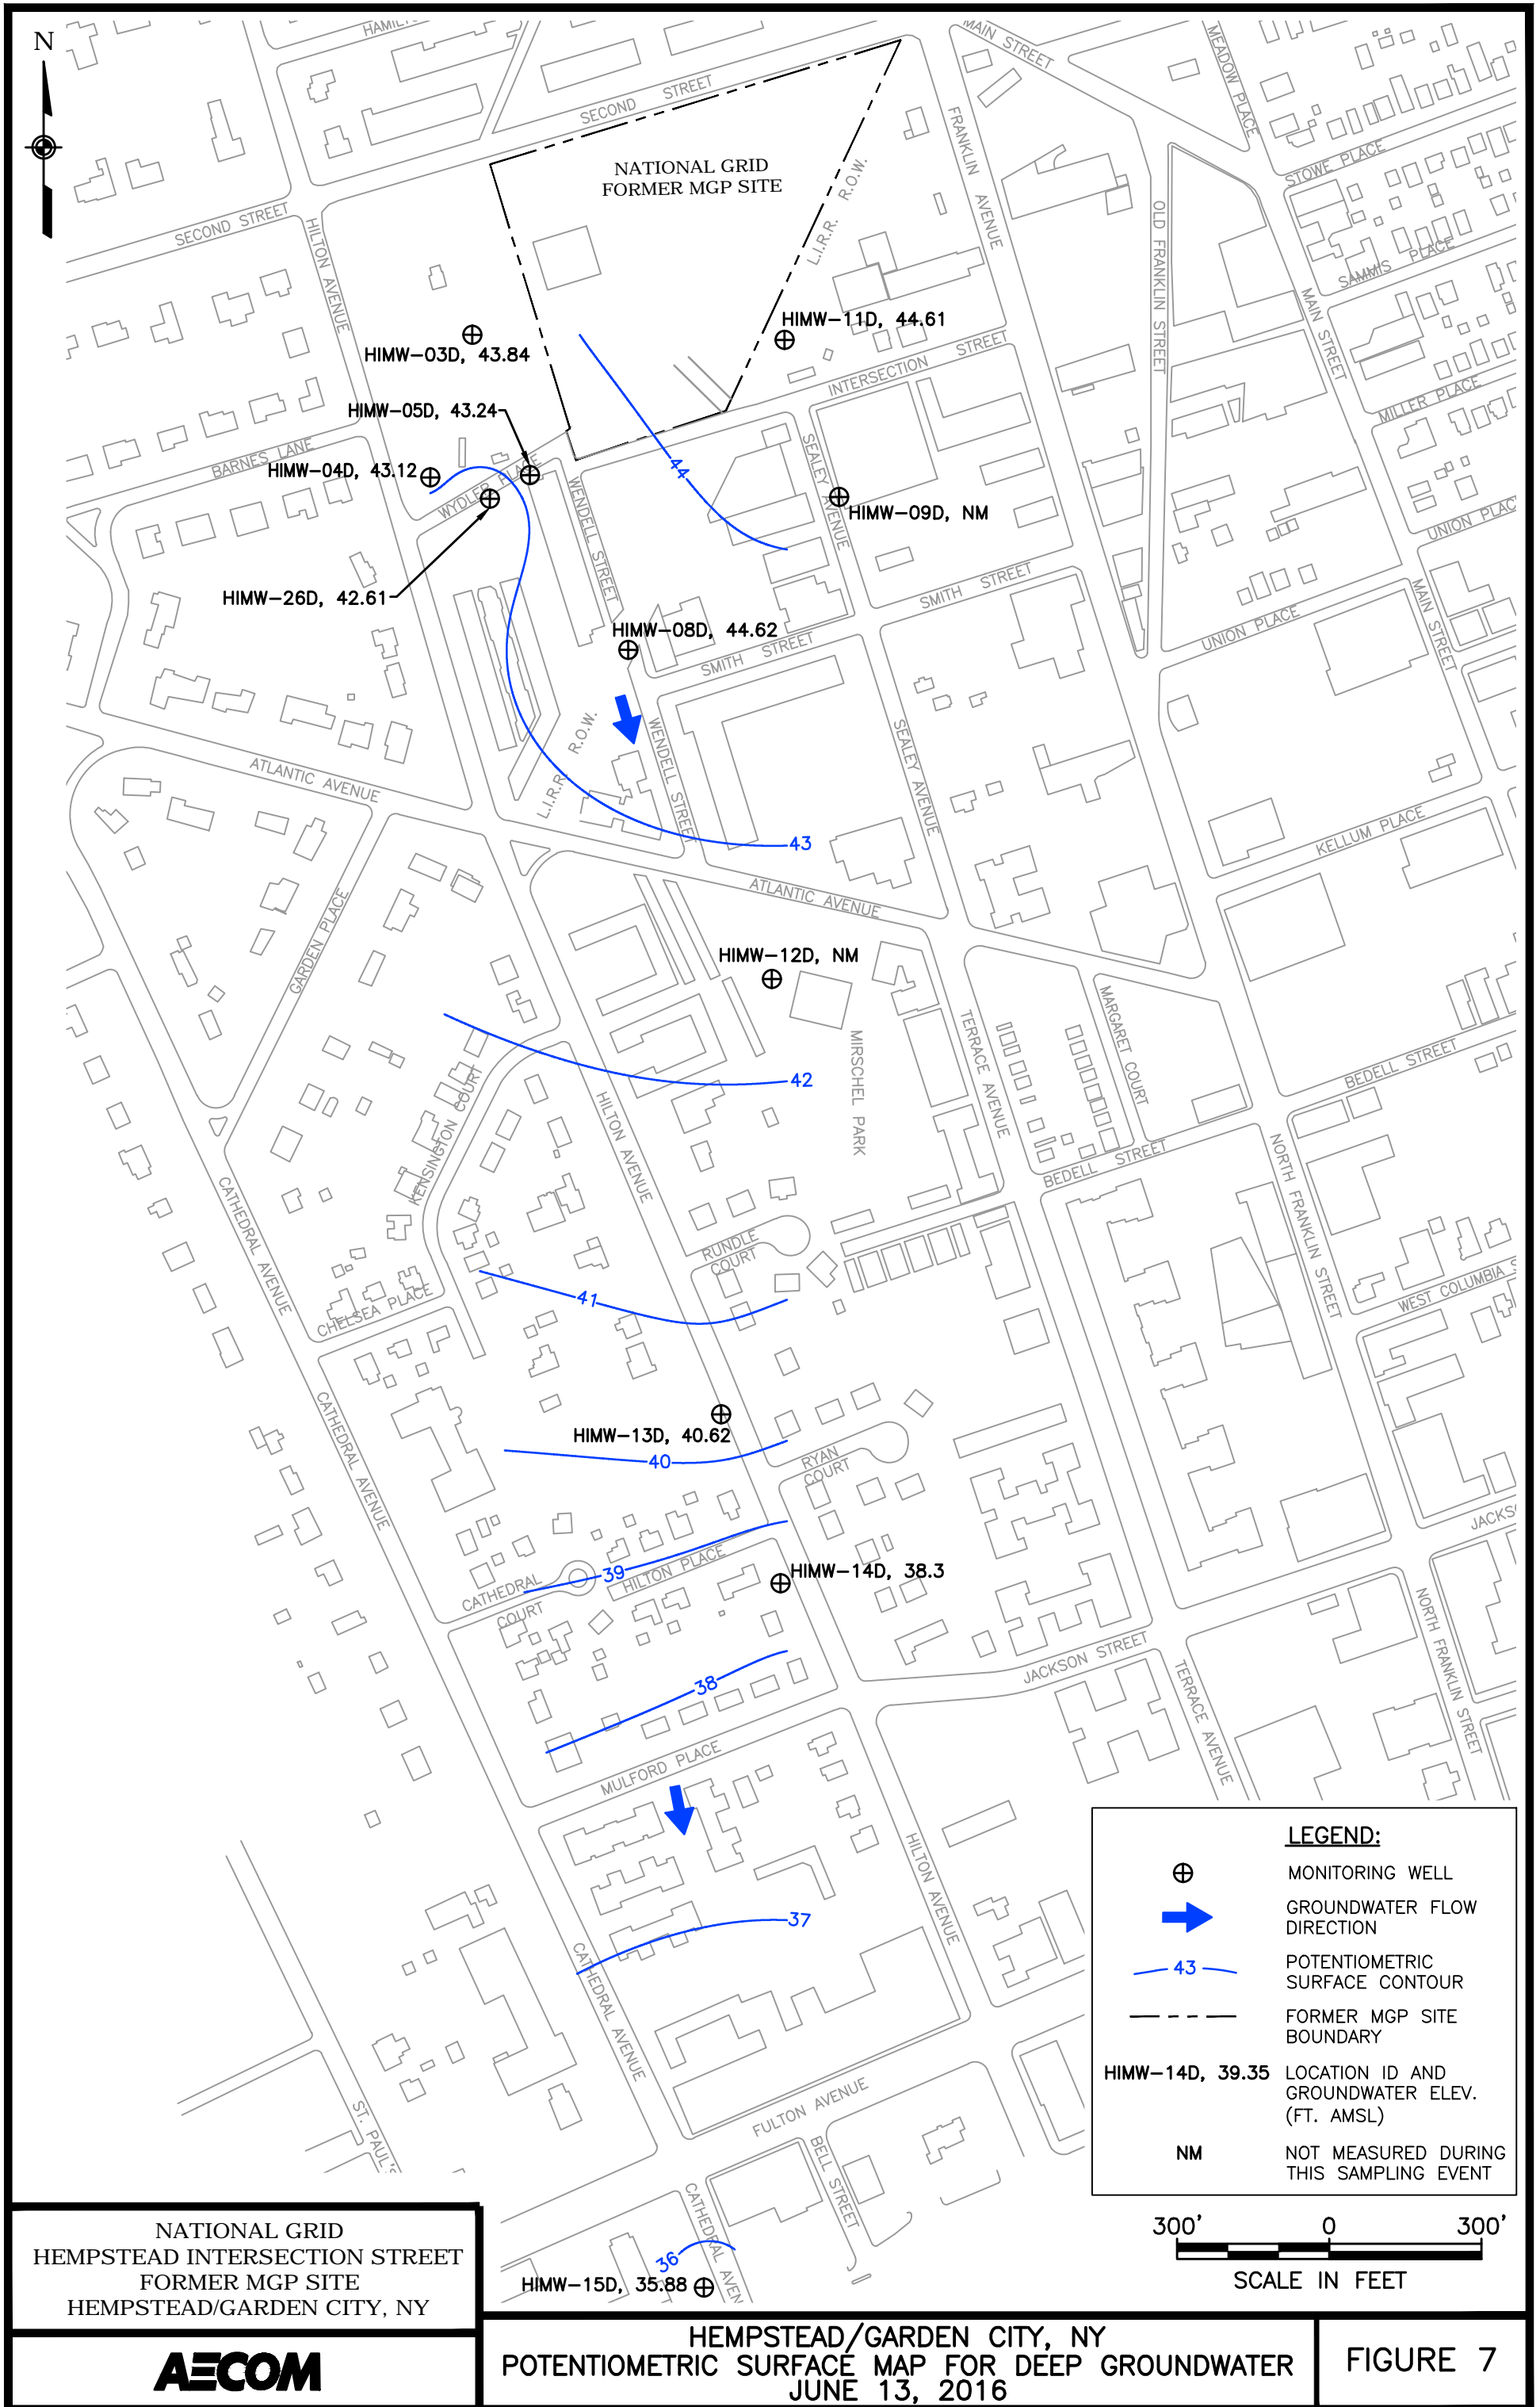 N
HAMIL
MAIN STREET
MEADOW PLACE
SECOND STREET
FRANKLIN AVENUE
STOWE PLACE
NATIONAL GRID
FORMER MGP SITE
L.I.R.R. R.O.W.
OLD FRANKLIN STREET
SECOND STREET
HILTON AVENUE
SAMMIS PLACE
MAIN STREET
HIMW-11D, 44.61
HIMW-03D, 43.84
INTERSECTION STREET
MILLER PLACE
HIMW-05D, 43.24
BARNES LANE
HIMW-04D, 43.12
44
SEALEY AVENUE
WYDLER PLACE
WENDELL STREET
HIMW-09D, NM
UNION PLAC
HIMW-26D, 42.61
SMITH STREET
MAIN STREET
HIMW-08D, 44.62
SMITH STREET
UNION PLACE
L.I.R.R. R.O.W.
WENDELL STREET
SEALEY AVENUE
ATLANTIC AVENUE
43
KELLUM PLACE
ATLANTIC AVENUE
GARDEN PLACE
HIMW-12D, NM
MIRSCHEL PARK
TERRACE AVENUE
MARGARET COURT
42
BEDELL STREET
KENSINGTON COURT
HILTON AVENUE
BEDELL STREET
CATHEDRAL AVENUE
NORTH FRANKLIN STREET
RUNDLE
COURT
41
CHELSEA PLACE
WEST COLUMBIA S
CATHEDRAL AVENUE
HIMW-13D, 40.62
40
RYAN
COURT
JACKS
39
HILTON PLACE
HIMW-14D, 38.3
CATHEDRAL
COURT
NORTH FRANKLIN STREET
JACKSON STREET
TERRACE AVENUE
38
MULFORD PLACE
HILTON AVENUE
37
CATHEDRAL AVENUE
FULTON AVENUE
ST. PAUL'S
BELL STREET
CATHEDRAL AVEN
36
HIMW-15D, 35.88
LEGEND:
MONITORING WELL
GROUNDWATER FLOW
DIRECTION
43
POTENTIOMETRIC
SURFACE CONTOUR
FORMER MGP SITE
BOUNDARY
HIMW-14D, 39.35
LOCATION ID AND
GROUNDWATER ELEV.
(FT. AMSL)
NM
NOT MEASURED DURING
THIS SAMPLING EVENT
300' 0 300'
SCALE IN FEET
NATIONAL GRID
HEMPSTEAD INTERSECTION STREET
FORMER MGP SITE
HEMPSTEAD/GARDEN CITY, NY
AECOM
HEMPSTEAD/GARDEN CITY, NY
POTENTIOMETRIC SURFACE MAP FOR DEEP GROUNDWATER
JUNE 13, 2016
FIGURE 7